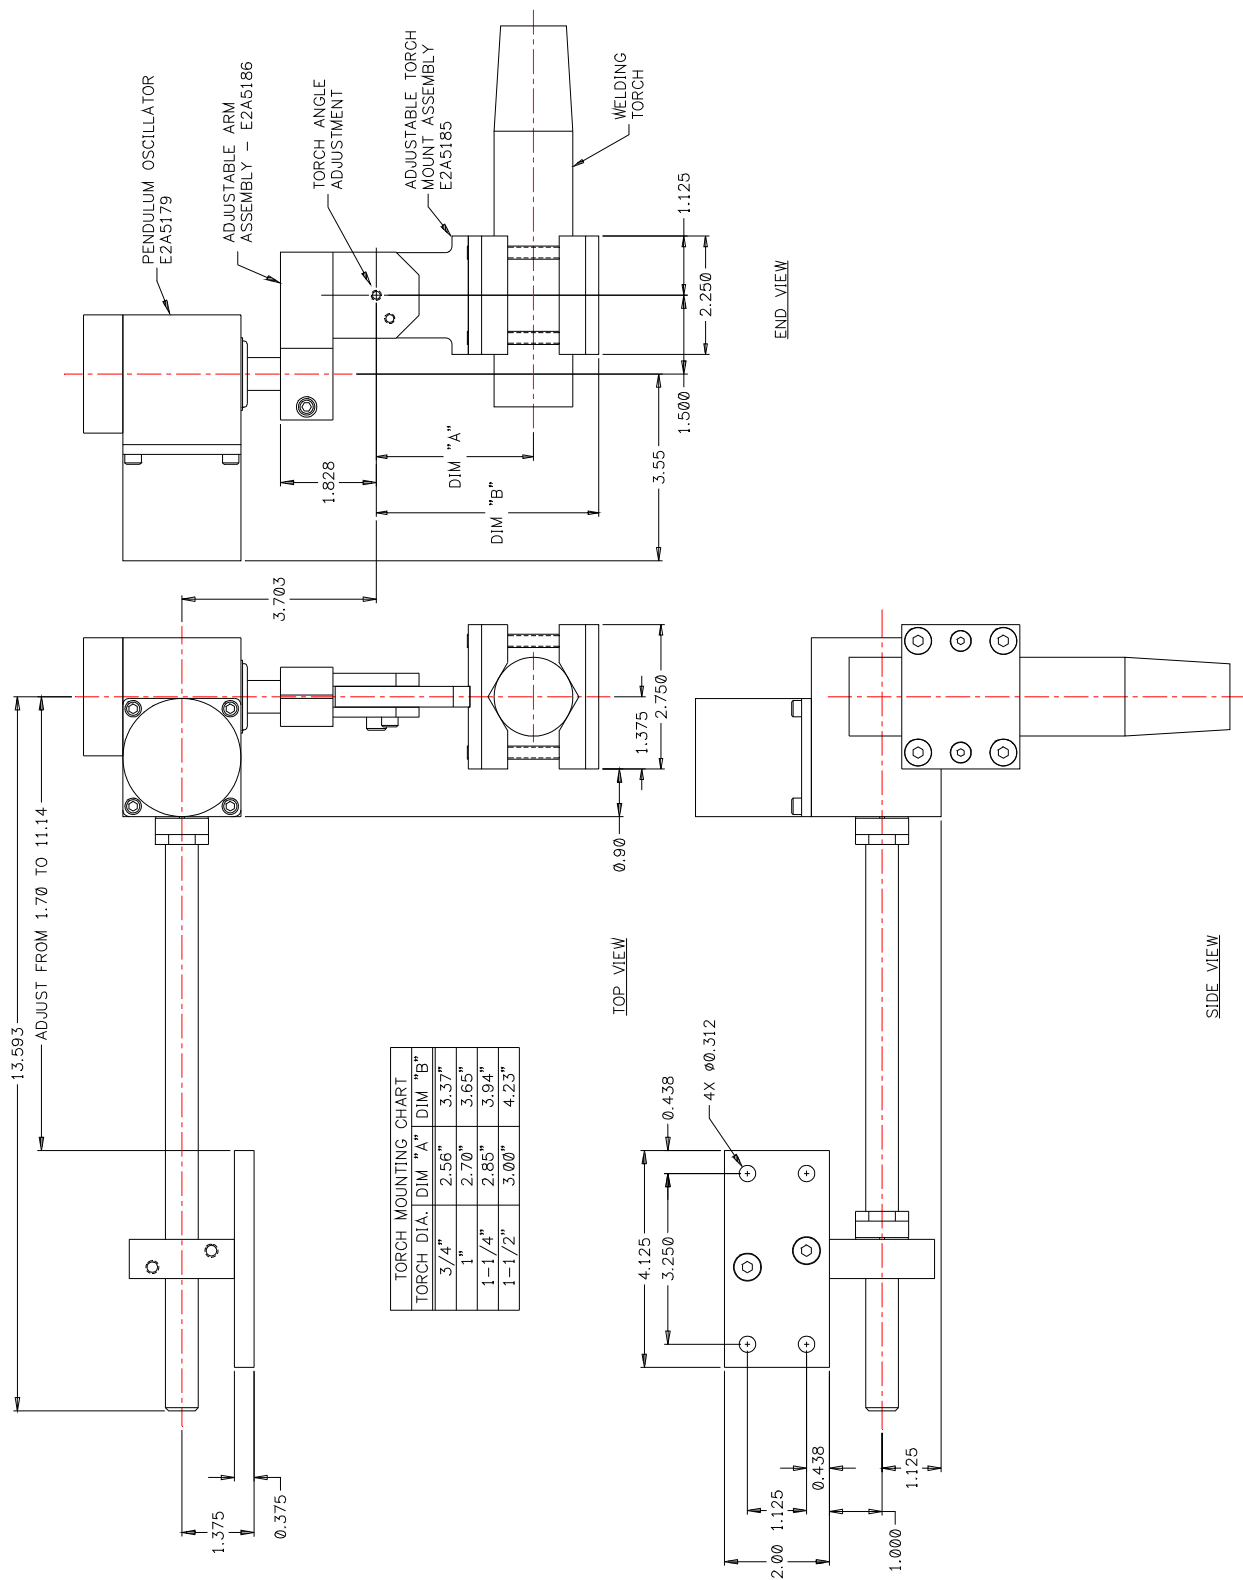 13.593
ADJUST FROM 1.70 TO 11.14
1.375
0.375
3.703
1.375
2.750
0.90
TOP VIEW
PENDULUM OSCILLATOR
E2A5179
ADJUSTABLE ARM
ASSEMBLY - E2A5186
TORCH ANGLE
ADJUSTMENT
ADJUSTABLE TORCH
MOUNT ASSEMBLY
E2A5185
WELDING
TORCH
1.828
DIM "A"
DIM "B"
1.125
2.250
1.500
3.55
END VIEW
TORCH MOUNTING CHART
TORCH DIA. DIM "A" DIM "B"
3/4" 2.56" 3.37"
1" 2.70" 3.65"
1-1/4" 2.85" 3.94"
1-1/2" 3.00" 4.23"
4X ø0.312
0.438
4.125
3.250
2.00
1.125
0.438
1.000
1.125
SIDE VIEW